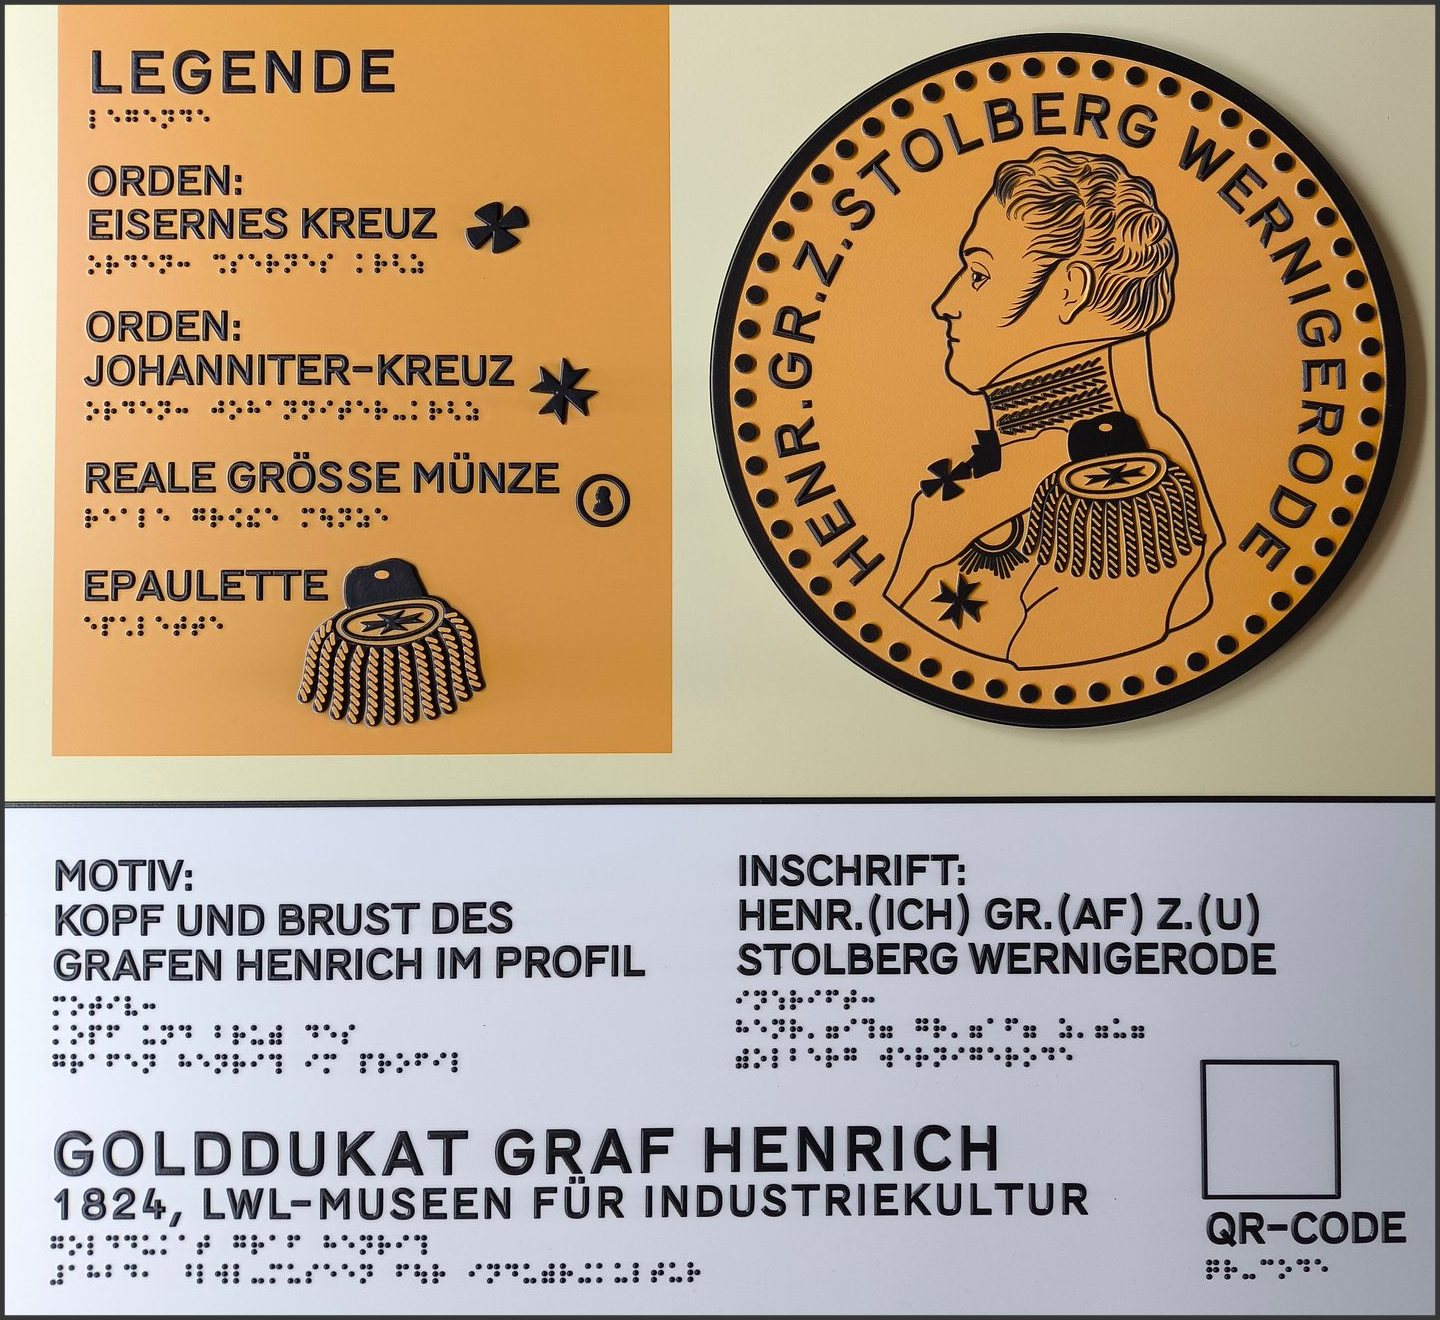 LEGENDE
ORDEN:
EISERNES KREUZ
ORDEN:
JOHANNITER-KREUZ
REALE GRÖSSE MÜNZE
EPAULETTE
HENR.GR.Z.STOLBERG WERNIGERODE
MOTIV:
KOPF UND BRUST DES
GRAFEN HENRICH IM PROFIL
INSCHRIFT:
HENR.(ICH) GR.(AF) Z.(U)
STOLBERG WERNIGERODE
GOLDDUKAT GRAF HENRICH
1824, LWL-MUSEEN FÜR INDUSTRIEKULTUR
QR-CODE